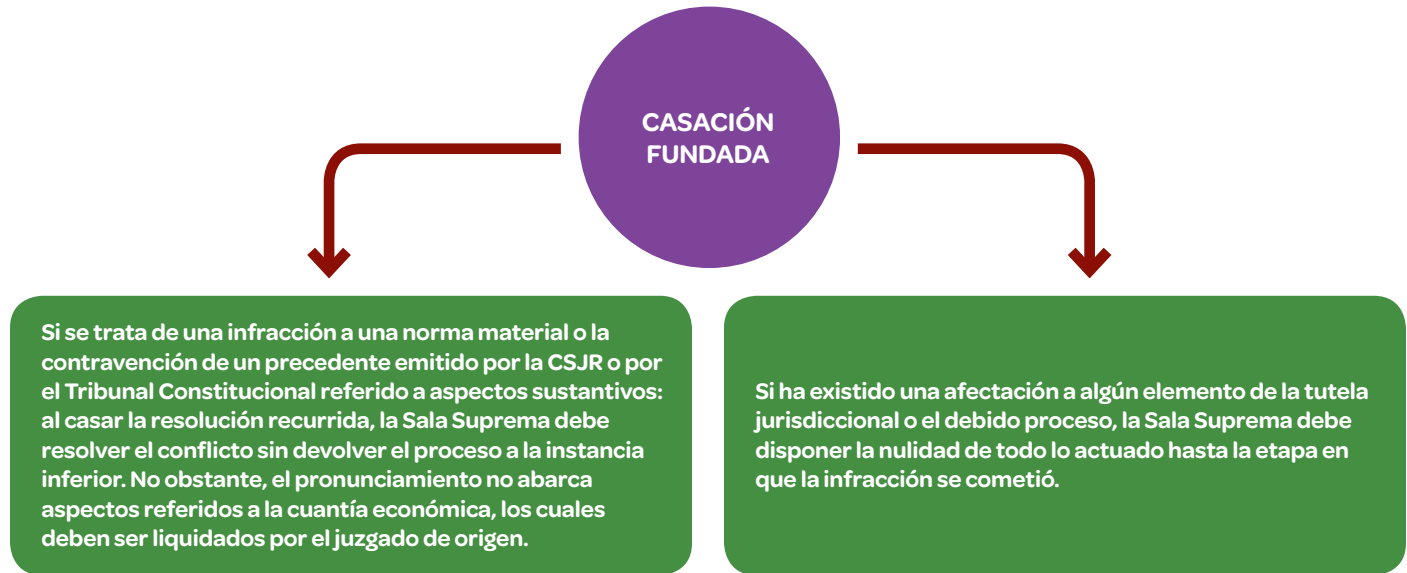 CASACIÓN
FUNDADA
Si se trata de una infracción a una norma material o la
contravención de un precedente emitido por la CSJR o por
el Tribunal Constitucional referido a aspectos sustantivos:
al casar la resolución recurrida, la Sala Suprema debe
resolver el conflicto sin devolver el proceso a la instancia
inferior. No obstante, el pronunciamiento no abarca
aspectos referidos a la cuantía económica, los cuales
deben ser liquidados por el juzgado de origen.
Si ha existido una afectación a algún elemento de la tutela
jurisdiccional o el debido proceso, la Sala Suprema debe
disponer la nulidad de todo lo actuado hasta la etapa en
que la infracción se cometió.